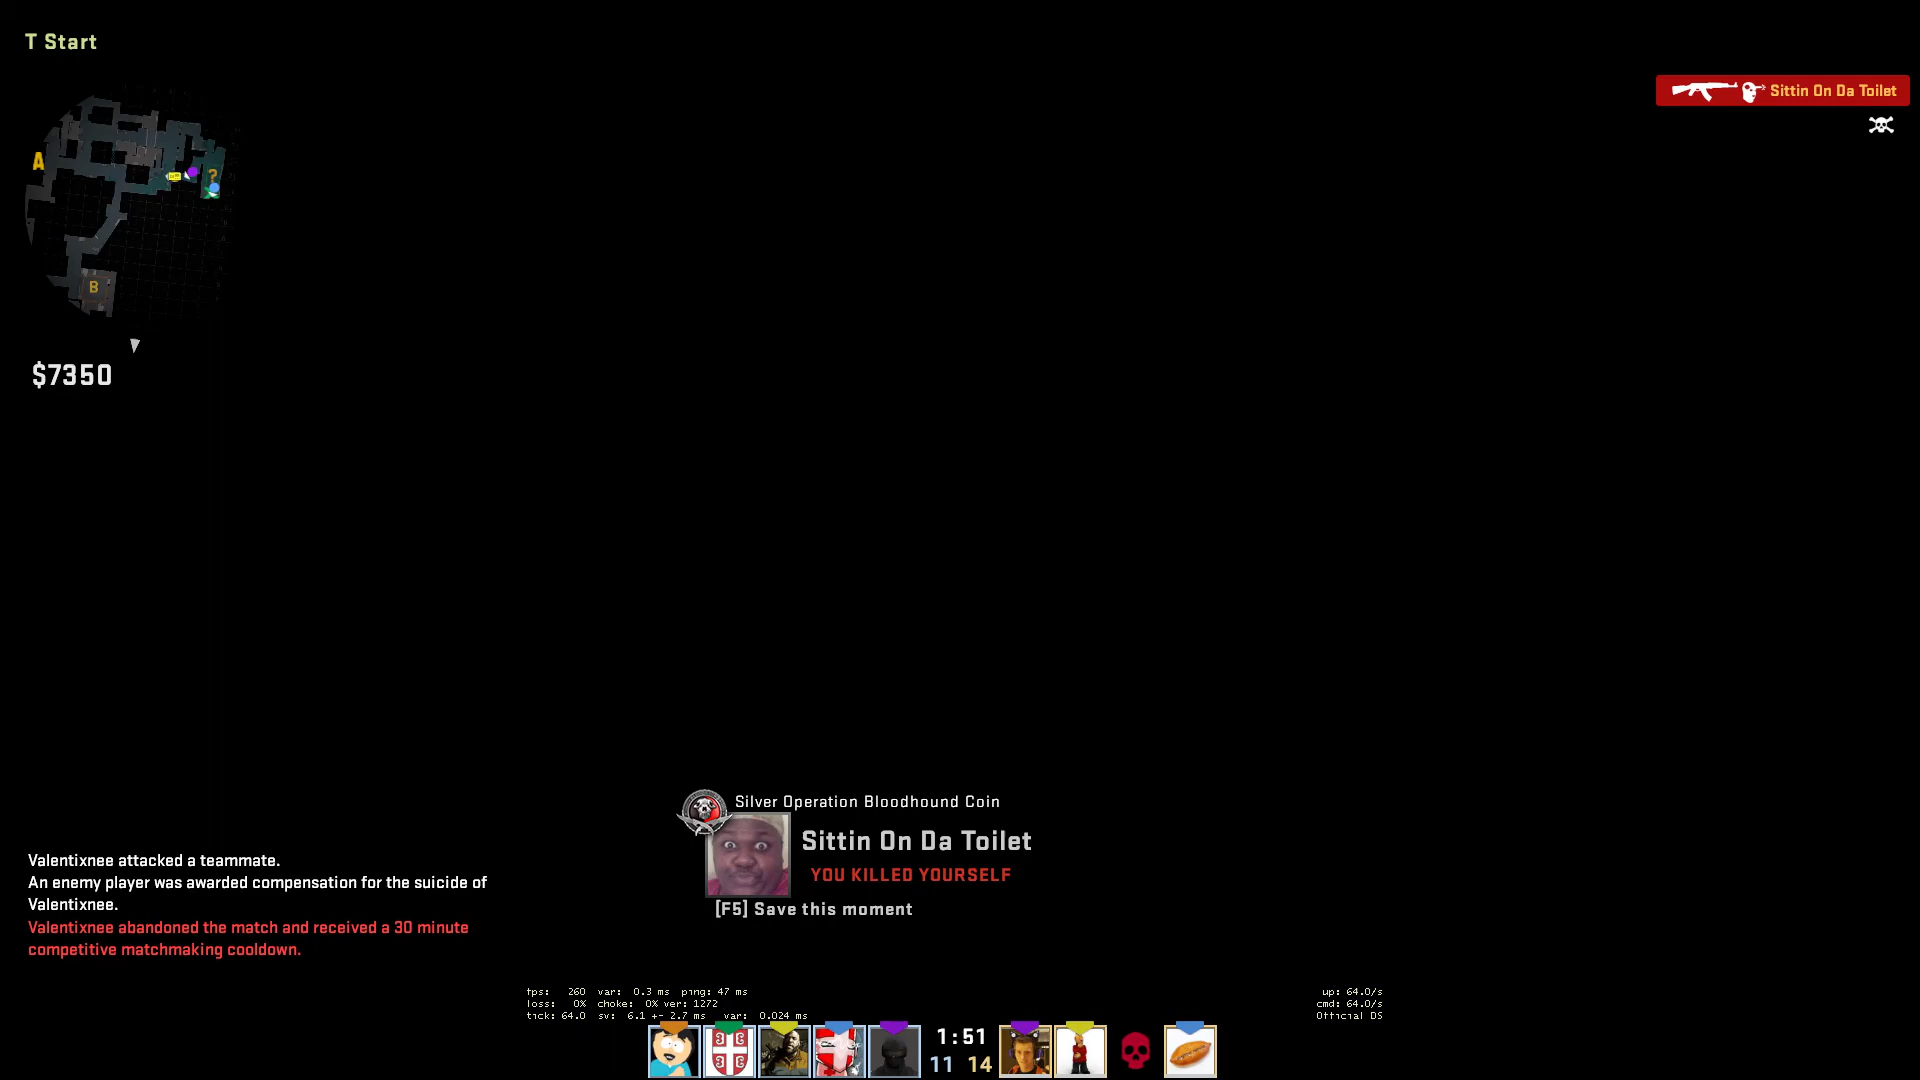 T Start
Sittin On Da Toilet
A
?
B
$7350
Silver Operation Bloodhound Coin
Sittin On Da Toilet
YOU KILLED YOURSELF
[F5] Save this moment
Valentixnee attacked a teammate.
An enemy player was awarded compensation for the suicide of
Valentixnee.
Valentixnee abandoned the match and received a 30 minute
competitive matchmaking cooldown.
fps: 260 var: 0.3 ms ping: 47 ms
loss: 0% choke: 0% ver: 1272
tick: 64.0 sv: 6.1 +- 2.7 ms var: 0.024 ms
up: 64.0/s
cmd: 64.0/s
Official DS
1:51
11 14